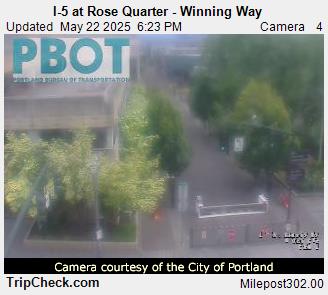 I-5 at Rose Quarter - Winning Way
Updated May 22 2025 6:23 PM Camera 4
PBOT
PORTLAND BUREAU OF TRANSPORTATION
Camera courtesy of the City of Portland
TripCheck.com Milepost302.00